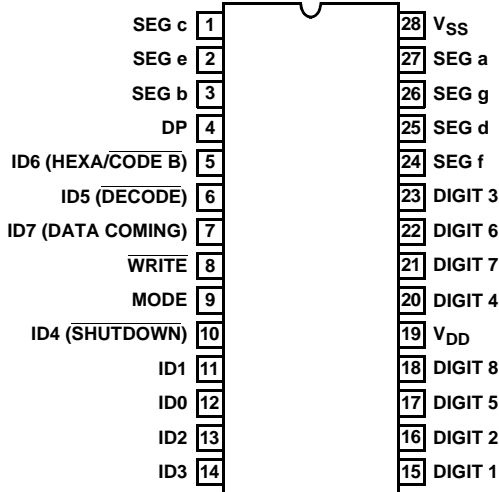 SEG c 1 28 VSS
SEG e 2 27 SEG a
SEG b 3 26 SEG g
DP 4 25 SEG d
ID6 (HEXA/CODE B) 5 24 SEG f
ID5 (DECODE) 6 23 DIGIT 3
ID7 (DATA COMING) 7 22 DIGIT 6
WRITE 8 21 DIGIT 7
MODE 9 20 DIGIT 4
ID4 (SHUTDOWN) 10 19 VDD
ID1 11 18 DIGIT 8
ID0 12 17 DIGIT 5
ID2 13 16 DIGIT 2
ID3 14 15 DIGIT 1